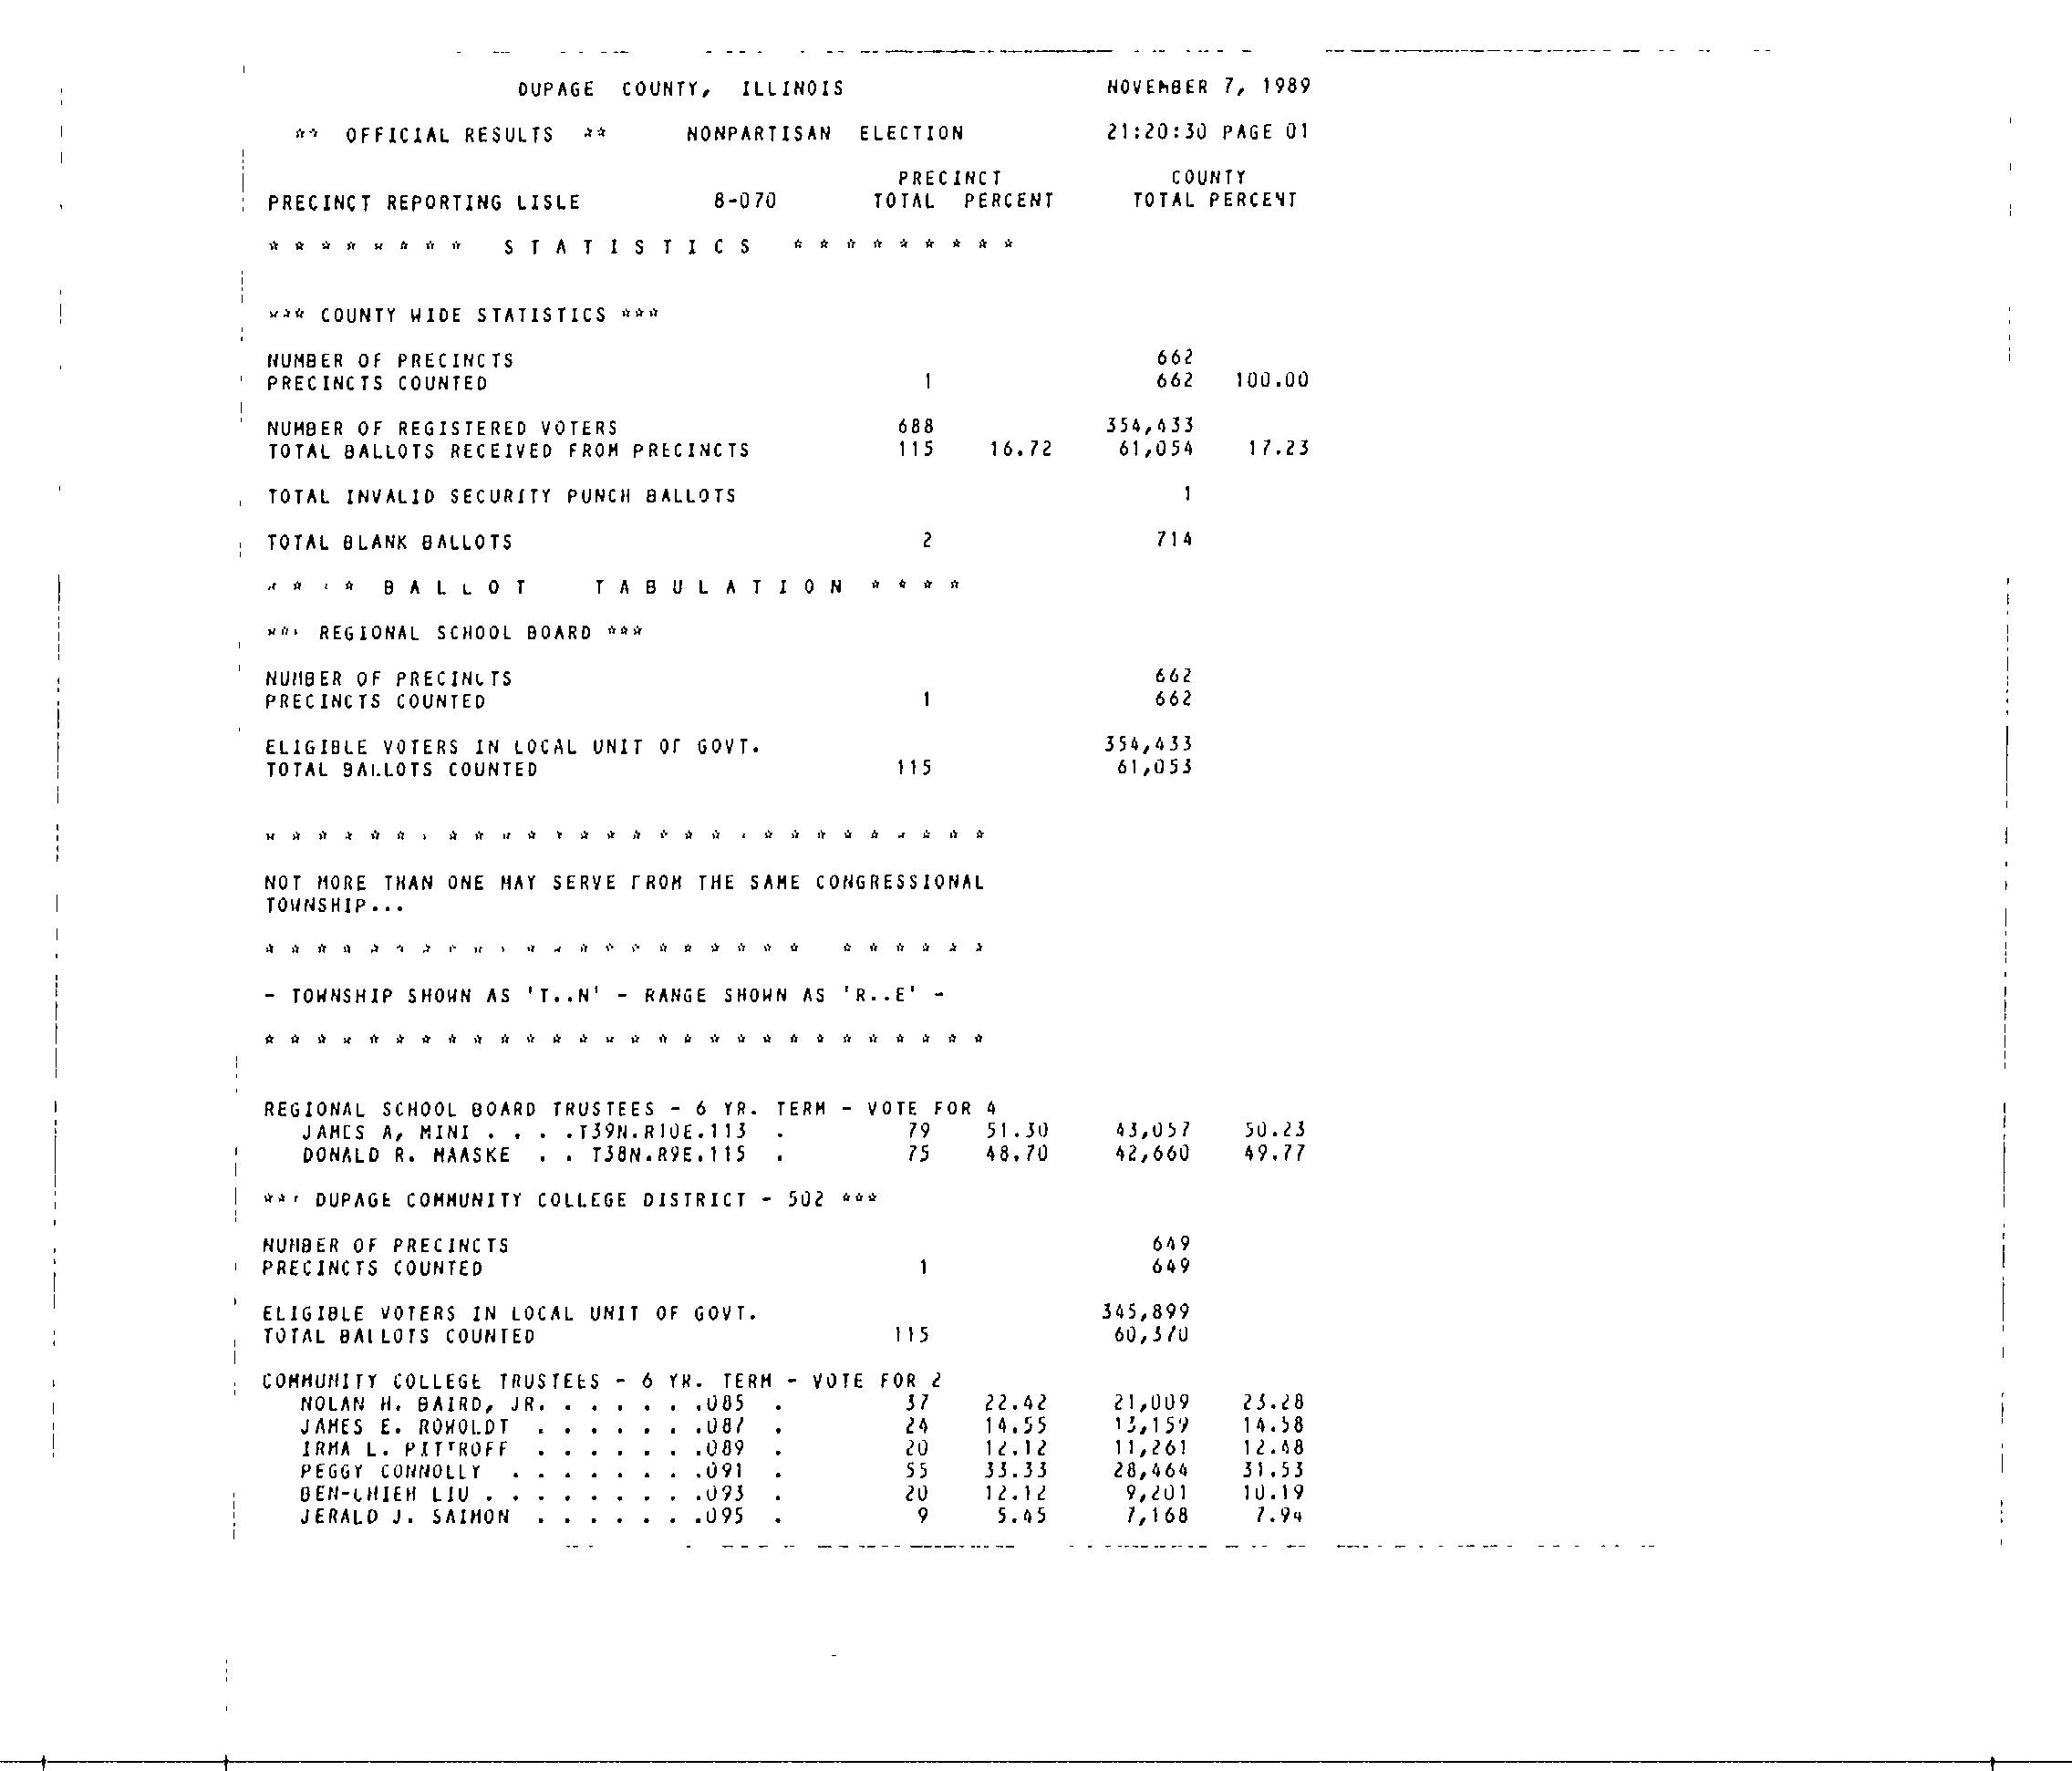 DUPAGE COUNTY, ILLINOIS NOVEMBER 7, 1989
** OFFICIAL RESULTS ** NONPARTISAN ELECTION 21:20:30 PAGE 01
PRECINCT COUNTY
PRECINCT REPORTING LISLE 8-070 TOTAL PERCENT TOTAL PERCENT
* * * * * * * * S T A T I S T I C S * * * * * * * * *
*** COUNTY WIDE STATISTICS ***
NUMBER OF PRECINCTS 662
PRECINCTS COUNTED 1 662 100.00
NUMBER OF REGISTERED VOTERS 688 354,433
TOTAL BALLOTS RECEIVED FROM PRECINCTS 115 16.72 61,054 17.23
TOTAL INVALID SECURITY PUNCH BALLOTS 1
TOTAL BLANK BALLOTS 2 714
* * * * B A L L O T T A B U L A T I O N * * * *
*** REGIONAL SCHOOL BOARD ***
NUMBER OF PRECINCTS 662
PRECINCTS COUNTED 1 662
ELIGIBLE VOTERS IN LOCAL UNIT OF GOVT. 354,433
TOTAL BALLOTS COUNTED 115 61,053
* * * * * * * * * * * * * * * * * * * * * * * * * * * *
NOT MORE THAN ONE MAY SERVE FROM THE SAME CONGRESSIONAL
TOWNSHIP...
* * * * * * * * * * * * * * * * * * * * * * * * * * *
- TOWNSHIP SHOWN AS 'T..N' - RANGE SHOWN AS 'R..E' -
* * * * * * * * * * * * * * * * * * * * * * * * * * * *
REGIONAL SCHOOL BOARD TRUSTEES - 6 YR. TERM - VOTE FOR 4
JAMES A, MINI . . . .T39N.R10E.113 . 79 51.30 43,057 50.23
DONALD R. MAASKE . . T38N.R9E.115 . 75 48.70 42,660 49.77
*** DUPAGE COMMUNITY COLLEGE DISTRICT - 502 ***
NUMBER OF PRECINCTS 649
PRECINCTS COUNTED 1 649
ELIGIBLE VOTERS IN LOCAL UNIT OF GOVT. 345,899
TOTAL BALLOTS COUNTED 115 60,370
COMMUNITY COLLEGE TRUSTEES - 6 YR. TERM - VOTE FOR 2
NOLAN H. BAIRD, JR. . . . . . .085 . 37 22.42 21,009 23.28
JAMES E. ROWOLDT . . . . . . .087 . 24 14.55 13,159 14.58
IRMA L. PITTROFF . . . . . . .089 . 20 12.12 11,261 12.48
PEGGY CONNOLLY . . . . . . . .091 . 55 33.33 28,464 31.53
BEN-CHIEH LIU . . . . . . . . .093 . 20 12.12 9,201 10.19
JERALD J. SAIMON . . . . . . .095 . 9 5.45 7,168 7.94